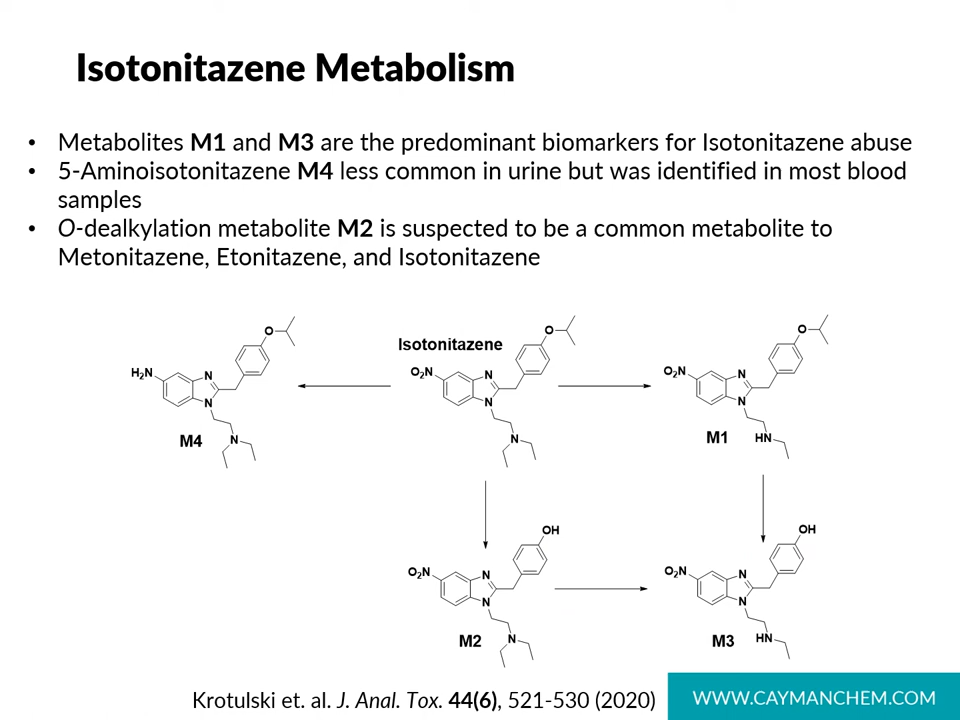 Isotonitazene Metabolism
• Metabolites M1 and M3 are the predominant biomarkers for Isotonitazene abuse
• 5-Aminoisotonitazene M4 less common in urine but was identified in most blood
samples
• O-dealkylation metabolite M2 is suspected to be a common metabolite to
Metonitazene, Etonitazene, and Isotonitazene
O
H₂N
N
N
N
M4
Isotonitazene
O
O₂N
N
N
N
O
O₂N
N
N
HN
M1
OH
O₂N
N
N
N
M2
OH
O₂N
N
N
HN
M3
Krotulski et. al. J. Anal. Tox. 44(6), 521-530 (2020)
WWW.CAYMANCHEM.COM